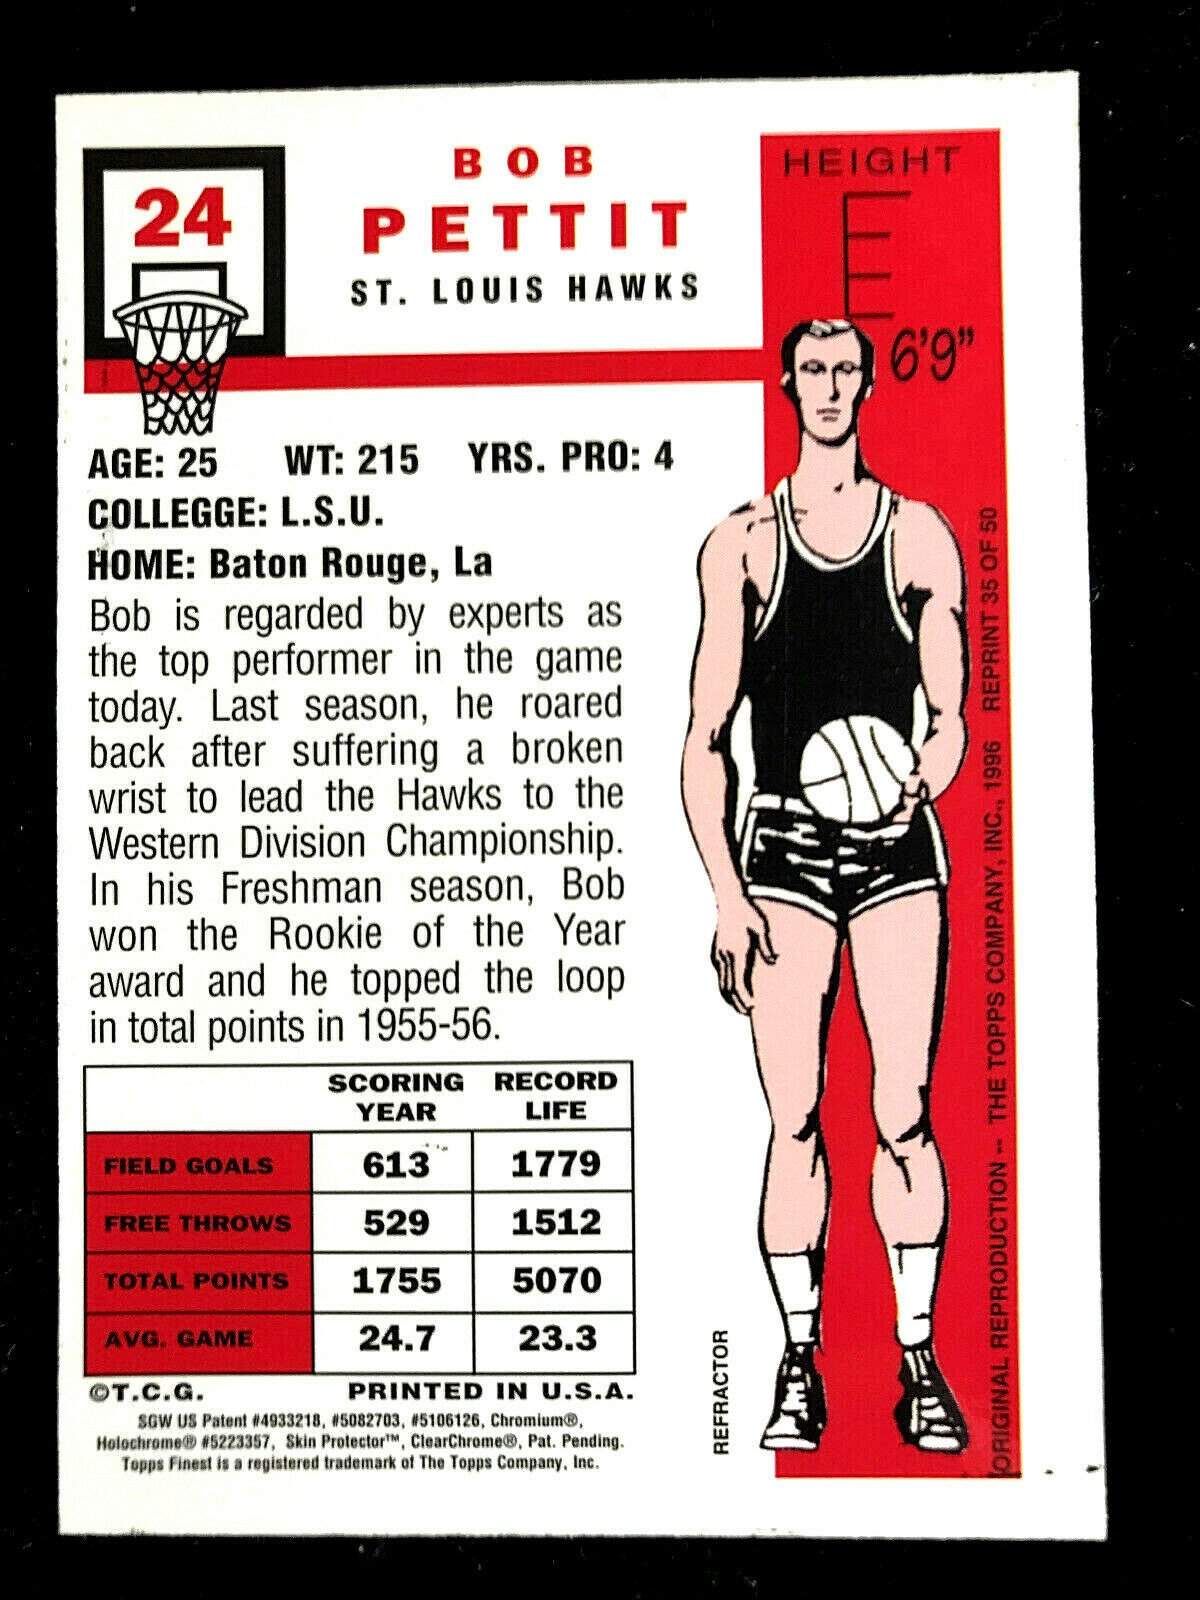 24
BOB
PETTIT
ST. LOUIS HAWKS
HEIGHT
6'9"
AGE: 25 WT: 215 YRS. PRO: 4
COLLEGGE: L.S.U.
HOME: Baton Rouge, La
Bob is regarded by experts as
the top performer in the game
today. Last season, he roared
back after suffering a broken
wrist to lead the Hawks to the
Western Division Championship.
In his Freshman season, Bob
won the Rookie of the Year
award and he topped the loop
in total points in 1955-56.
SCORING YEAR RECORD LIFE
FIELD GOALS 613 1779
FREE THROWS 529 1512
TOTAL POINTS 1755 5070
AVG. GAME 24.7 23.3
©T.C.G. PRINTED IN U.S.A.
SGW US Patent #4933218, #5082703, #5106126, Chromium®,
Holochrome® #5223357, Skin Protector™, ClearChrome®, Pat. Pending.
Topps Finest is a registered trademark of The Topps Company, Inc.
REFRACTOR
ORIGINAL REPRODUCTION -- THE TOPPS COMPANY, INC., 1996 REPRINT 35 OF 50